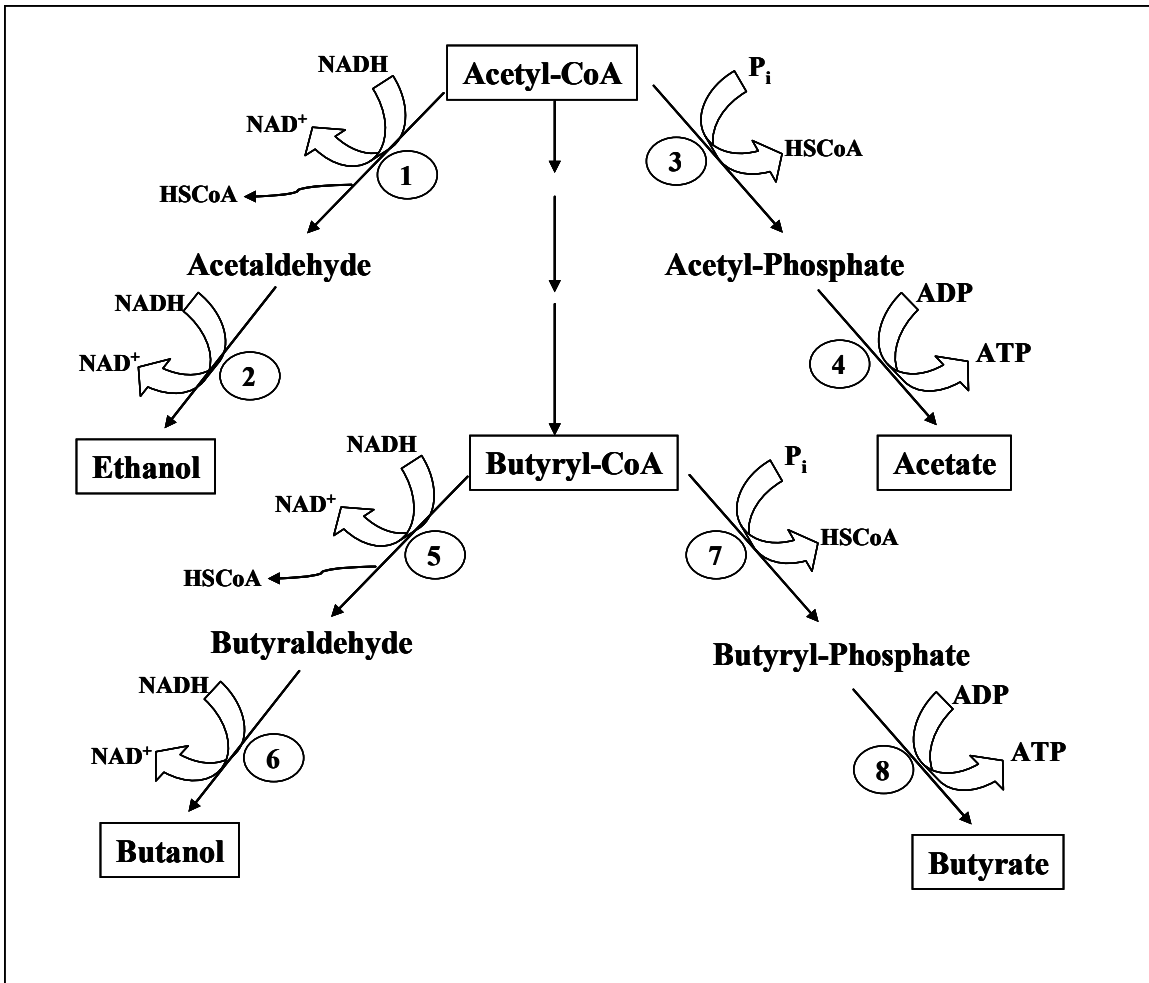 Acetyl-CoA
NADH
NAD+
HSCoA
1
Pi
HSCoA
3
Acetaldehyde
Acetyl-Phosphate
NADH
NAD+
2
ADP
ATP
4
Ethanol
Butyryl-CoA
Acetate
NADH
NAD+
HSCoA
5
Pi
HSCoA
7
Butyraldehyde
Butyryl-Phosphate
NADH
NAD+
6
ADP
ATP
8
Butanol
Butyrate